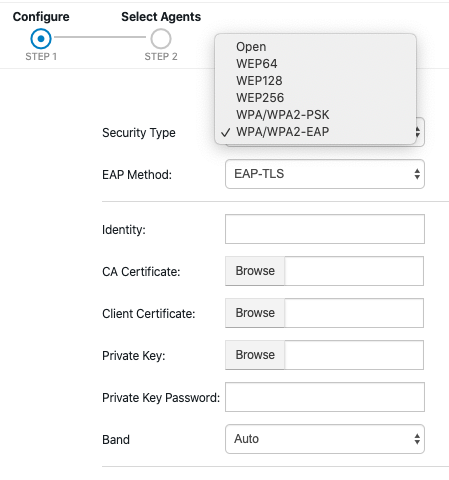 Configure
Select Agents
STEP 1
STEP 2
Open
WEP64
WEP128
WEP256
WPA/WPA2-PSK
✓ WPA/WPA2-EAP
Security Type
EAP Method:
EAP-TLS
Identity:
CA Certificate:
Browse
Client Certificate:
Browse
Private Key:
Browse
Private Key Password:
Band
Auto